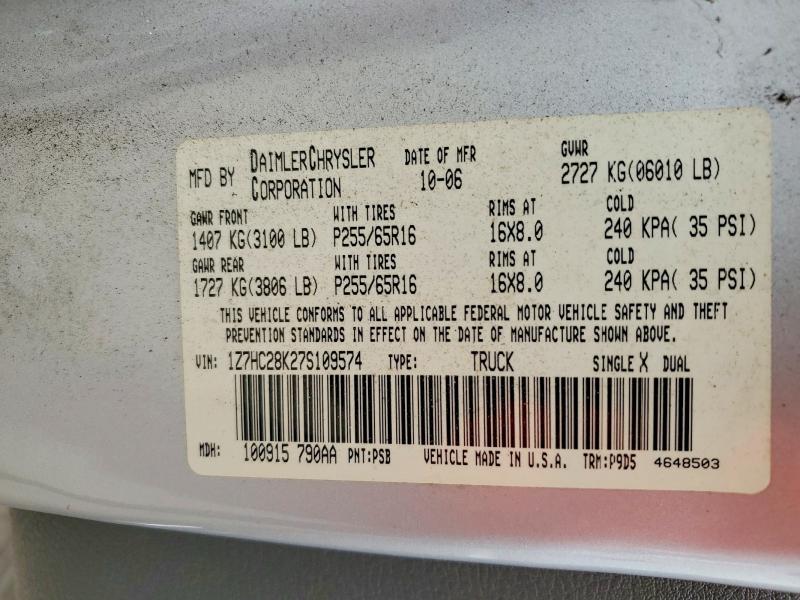 MFD BY DAIMLERCHRYSLER CORPORATION DATE OF MFR 10-06 GVWR 2727 KG(06010 LB)
GAWR FRONT WITH TIRES RIMS AT COLD
1407 KG(3100 LB) P255/65R16 16X8.0 240 KPA( 35 PSI)
GAWR REAR WITH TIRES RIMS AT COLD
1727 KG(3806 LB) P255/65R16 16X8.0 240 KPA( 35 PSI)
THIS VEHICLE CONFORMS TO ALL APPLICABLE FEDERAL MOTOR VEHICLE SAFETY AND THEFT
PREVENTION STANDARDS IN EFFECT ON THE DATE OF MANUFACTURE SHOWN ABOVE.
VIN: 1Z7HC28K27S109574 TYPE: TRUCK SINGLE X DUAL
MDH: 100915 790AA PNT:PSB VEHICLE MADE IN U.S.A. TRM:P9D5 4648503